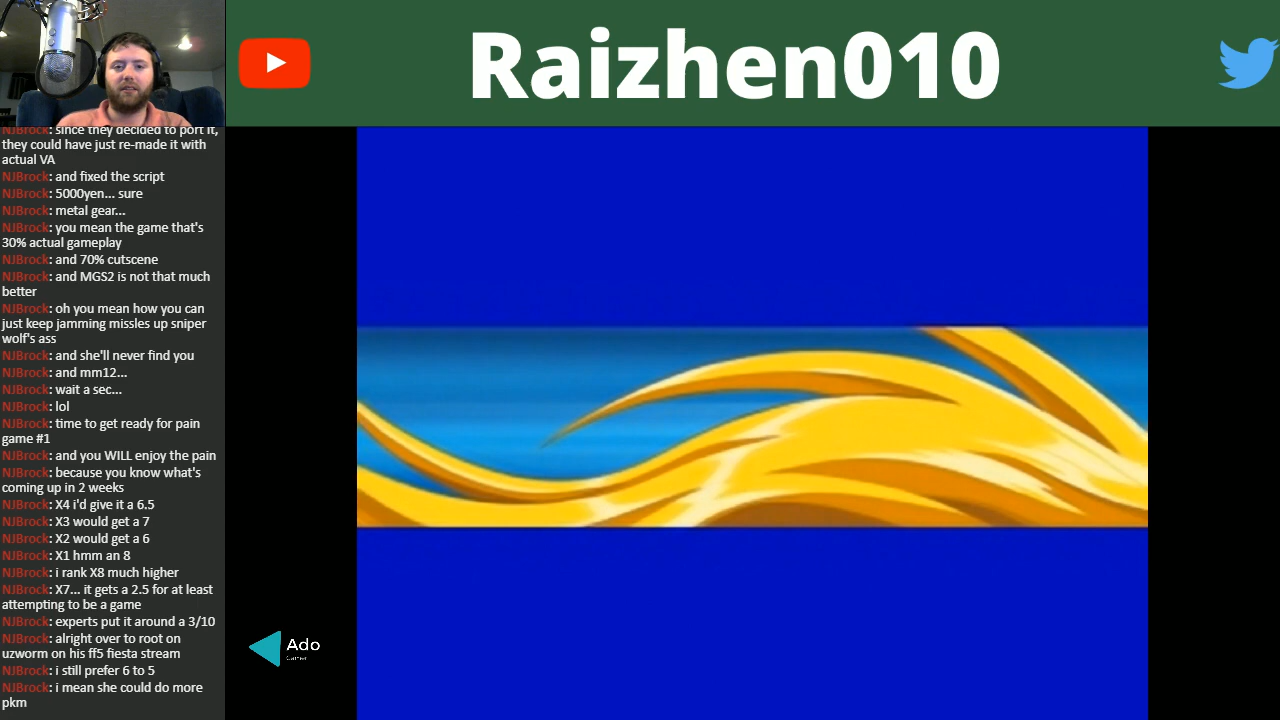 Raizhen010
NJBrock: since they decided to port it,
they could have just re-made it with
actual VA
NJBrock: and fixed the script
NJBrock: 5000yen... sure
NJBrock: metal gear...
NJBrock: you mean the game that's
30% actual gameplay
NJBrock: and 70% cutscene
NJBrock: and MGS2 is not that much
better
NJBrock: oh you mean how you can
just keep jamming missles up sniper
wolf's ass
NJBrock: and she'll never find you
NJBrock: and mm12...
NJBrock: wait a sec...
NJBrock: lol
NJBrock: time to get ready for pain
game #1
NJBrock: and you WILL enjoy the pain
NJBrock: because you know what's
coming up in 2 weeks
NJBrock: X4 i'd give it a 6.5
NJBrock: X3 would get a 7
NJBrock: X2 would get a 6
NJBrock: X1 hmm an 8
NJBrock: i rank X8 much higher
NJBrock: X7... it gets a 2.5 for at least
attempting to be a game
NJBrock: experts put it around a 3/10
NJBrock: alright over to root on
uzworm on his ff5 fiesta stream
NJBrock: i still prefer 6 to 5
NJBrock: i mean she could do more
pkm
Ado